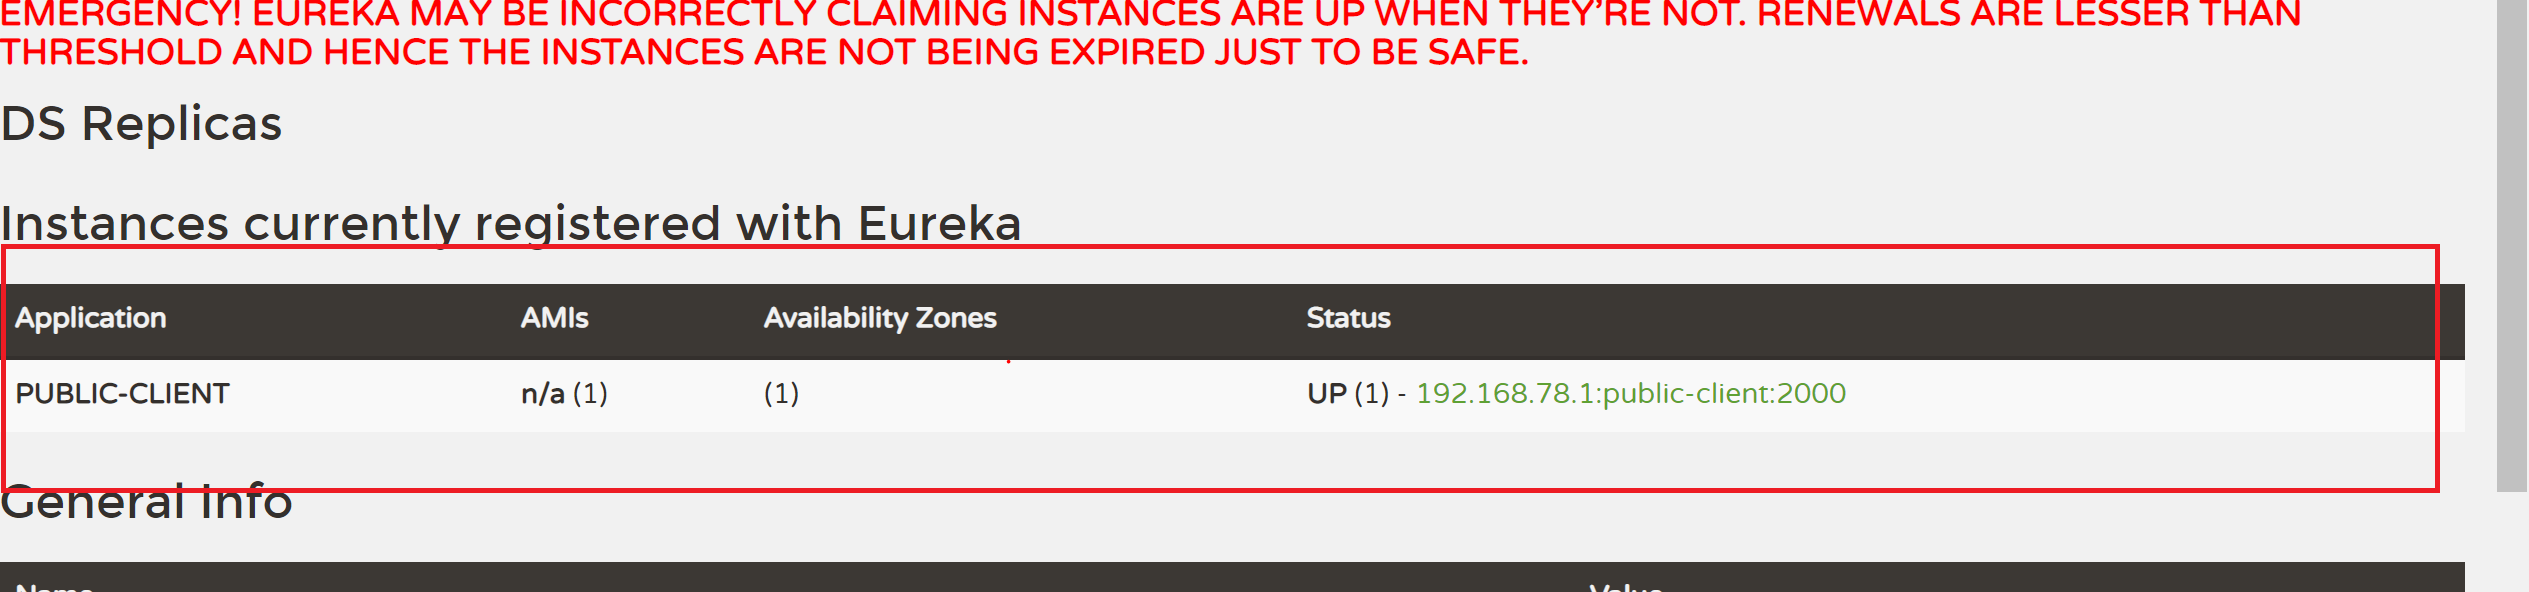 EMERGENCY! EUREKA MAY BE INCORRECTLY CLAIMING INSTANCES ARE UP WHEN THEY'RE NOT. RENEWALS ARE LESSER THAN
THRESHOLD AND HENCE THE INSTANCES ARE NOT BEING EXPIRED JUST TO BE SAFE.
DS Replicas
Instances currently registered with Eureka
Application AMIs Availability Zones Status
PUBLIC-CLIENT n/a (1) (1) UP (1) - 192.168.78.1:public-client:2000
General Info
Name Value